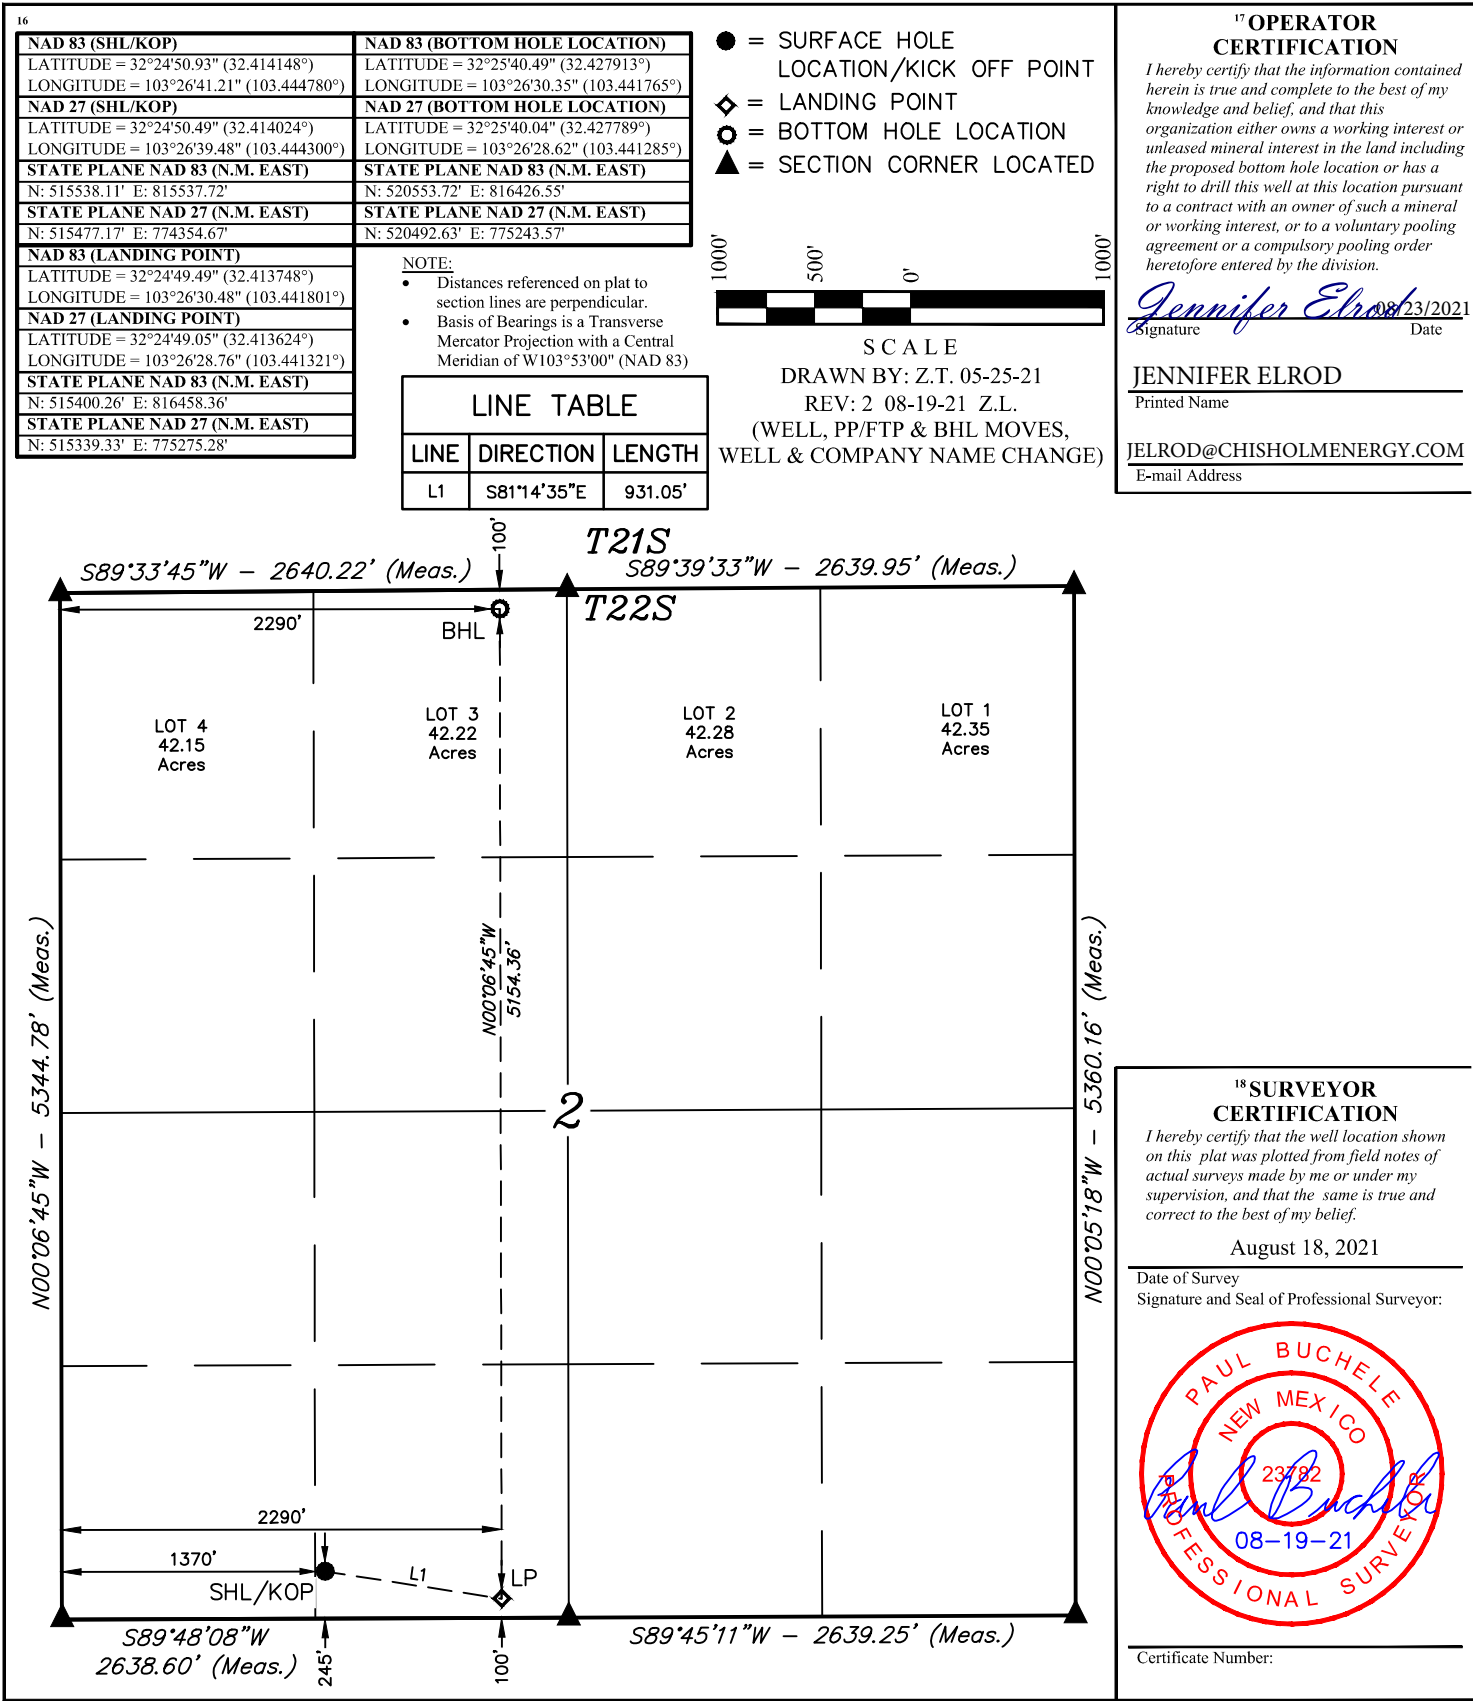 16
NAD 83 (SHL/KOP)
LATITUDE = 32°24'50.93" (32.414148°)
LONGITUDE = 103°26'41.21" (103.444780°)
NAD 27 (SHL/KOP)
LATITUDE = 32°24'50.49" (32.414024°)
LONGITUDE = 103°26'39.48" (103.444300°)
STATE PLANE NAD 83 (N.M. EAST)
N: 515538.11' E: 815537.72'
STATE PLANE NAD 27 (N.M. EAST)
N: 515477.17' E: 774354.67'
NAD 83 (LANDING POINT)
LATITUDE = 32°24'49.49" (32.413748°)
LONGITUDE = 103°26'30.48" (103.441801°)
NAD 27 (LANDING POINT)
LATITUDE = 32°24'49.05" (32.413624°)
LONGITUDE = 103°26'28.76" (103.441321°)
STATE PLANE NAD 83 (N.M. EAST)
N: 515400.26' E: 816458.36'
STATE PLANE NAD 27 (N.M. EAST)
N: 515339.33' E: 775275.28'
NAD 83 (BOTTOM HOLE LOCATION)
LATITUDE = 32°25'40.49" (32.427913°)
LONGITUDE = 103°26'30.35" (103.441765°)
NAD 27 (BOTTOM HOLE LOCATION)
LATITUDE = 32°25'40.04" (32.427789°)
LONGITUDE = 103°26'28.62" (103.441285°)
STATE PLANE NAD 83 (N.M. EAST)
N: 520553.72' E: 816426.55'
STATE PLANE NAD 27 (N.M. EAST)
N: 520492.63' E: 775243.57'
= SURFACE HOLE
LOCATION/KICK OFF POINT
= LANDING POINT
= BOTTOM HOLE LOCATION
= SECTION CORNER LOCATED
NOTE:
• Distances referenced on plat to
section lines are perpendicular.
• Basis of Bearings is a Transverse
Mercator Projection with a Central
Meridian of W103°53'00" (NAD 83)
1000'
500'
0'
1000'
SCALE
DRAWN BY: Z.T. 05-25-21
REV: 2 08-19-21 Z.L.
(WELL, PP/FTP & BHL MOVES,
WELL & COMPANY NAME CHANGE)
LINE TABLE
LINE DIRECTION LENGTH
L1 S81°14'35"E 931.05'
17 OPERATOR
CERTIFICATION
I hereby certify that the information contained
herein is true and complete to the best of my
knowledge and belief, and that this
organization either owns a working interest or
unleased mineral interest in the land including
the proposed bottom hole location or has a
right to drill this well at this location pursuant
to a contract with an owner of such a mineral
or working interest, or to a voluntary pooling
agreement or a compulsory pooling order
heretofore entered by the division.
Jennifer Elrod 08/23/2021
Signature Date
JENNIFER ELROD
Printed Name
JELROD@CHISHOLMENERGY.COM
E-mail Address
T21S
S89°33'45"W – 2640.22' (Meas.)
100'
S89°39'33"W – 2639.95' (Meas.)
T22S
2290'
BHL
LOT 4
42.15
Acres
LOT 3
42.22
Acres
LOT 2
42.28
Acres
LOT 1
42.35
Acres
N00°06'45"W – 5344.78' (Meas.)
N00°06'45"W
5154.36'
N00°05'18"W – 5360.16' (Meas.)
2
2290'
1370'
SHL/KOP
L1
LP
S89°48'08"W
2638.60' (Meas.)
245'
100'
S89°45'11"W – 2639.25' (Meas.)
18 SURVEYOR
CERTIFICATION
I hereby certify that the well location shown
on this plat was plotted from field notes of
actual surveys made by me or under my
supervision, and that the same is true and
correct to the best of my belief.
August 18, 2021
Date of Survey
Signature and Seal of Professional Surveyor:
PAUL BUCHELE
NEW MEXICO
23782
Paul Buchele
08-19-21
PROFESSIONAL SURVEYOR
Certificate Number: